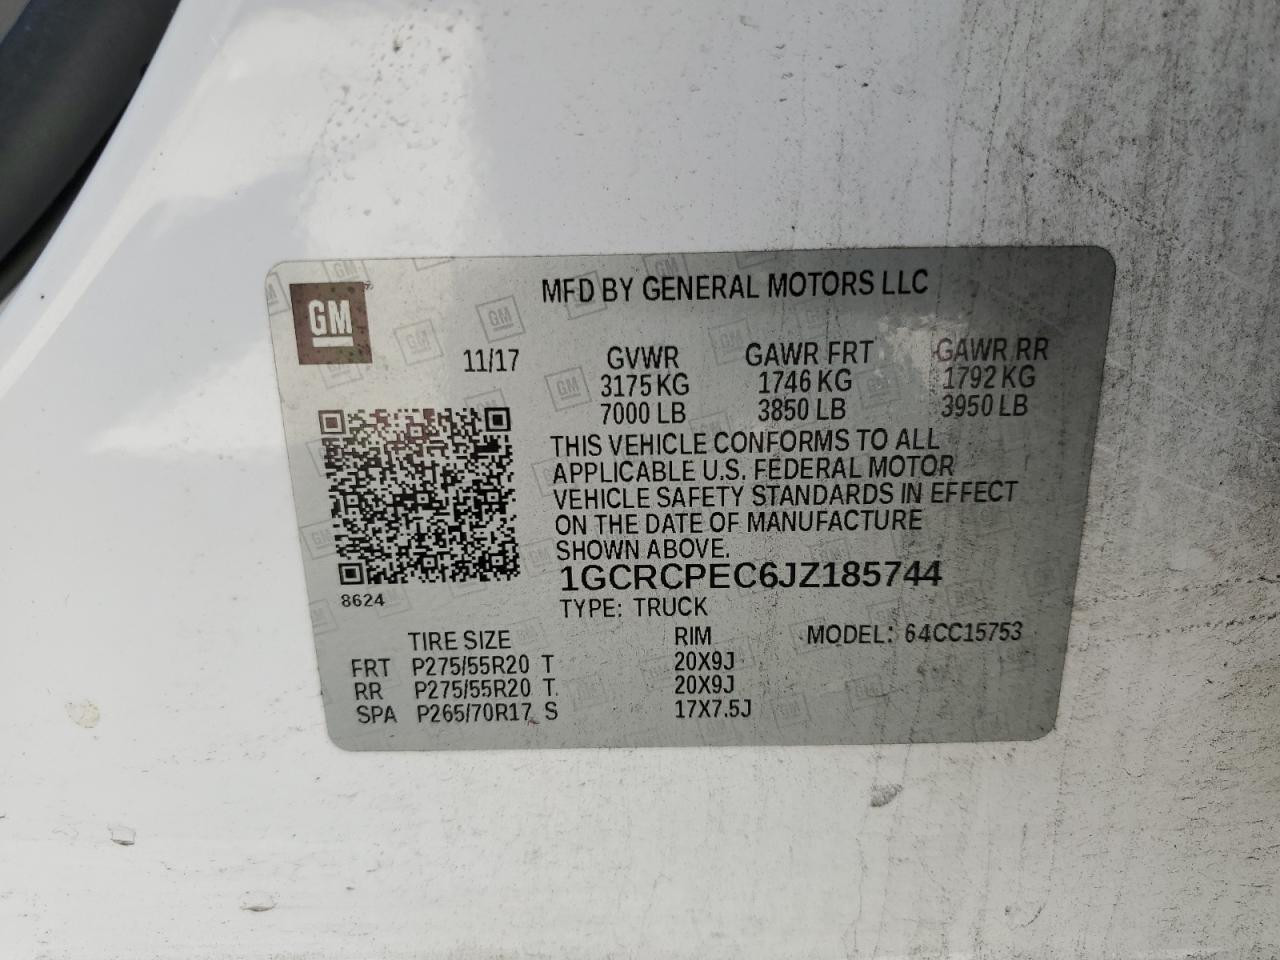 MFD BY GENERAL MOTORS LLC
GM
11/17 GVWR GAWR FRT GAWR RR
3175 KG 1746 KG 1792 KG
7000 LB 3850 LB 3950 LB
THIS VEHICLE CONFORMS TO ALL
APPLICABLE U.S. FEDERAL MOTOR
VEHICLE SAFETY STANDARDS IN EFFECT
ON THE DATE OF MANUFACTURE
SHOWN ABOVE.
1GCRCPEC6JZ185744
8624
TYPE: TRUCK
TIRE SIZE RIM MODEL: 64CC15753
FRT P275/55R20 T 20X9J
RR P275/55R20 T 20X9J
SPA P265/70R17 S 17X7.5J